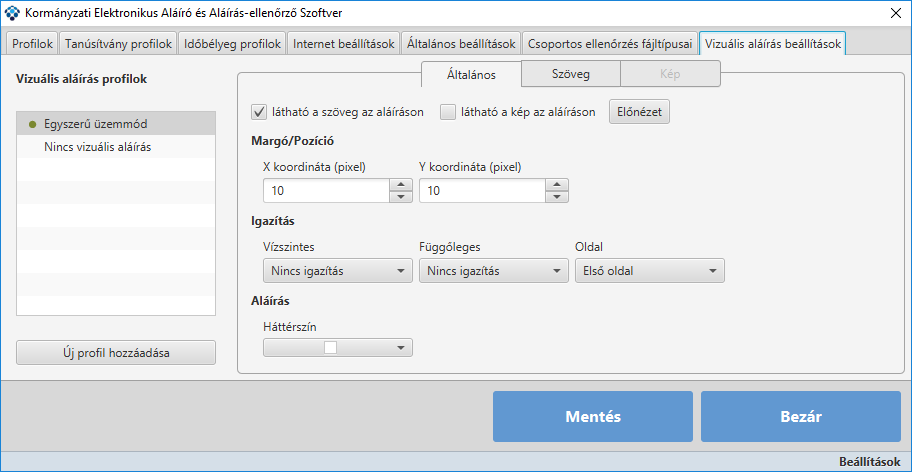 Kormányzati Elektronikus Aláíró és Aláírás-ellenőrző Szoftver
Profilok Tanúsítvány profilok Időbélyeg profilok Internet beállítások Általános beállítások Csoportos ellenőrzés fájltípusai Vizuális aláírás beállítások
Vizuális aláírás profilok
Egyszerű üzemmód
Nincs vizuális aláírás
Új profil hozzáadása
Általános Szöveg Kép
látható a szöveg az aláíráson látható a kép az aláíráson Előnézet
Margó/Pozíció
X koordináta (pixel) Y koordináta (pixel)
10 10
Igazítás
Vízszintes Függőleges Oldal
Nincs igazítás Nincs igazítás Első oldal
Aláírás
Háttérszín
Mentés Bezár
Beállítások